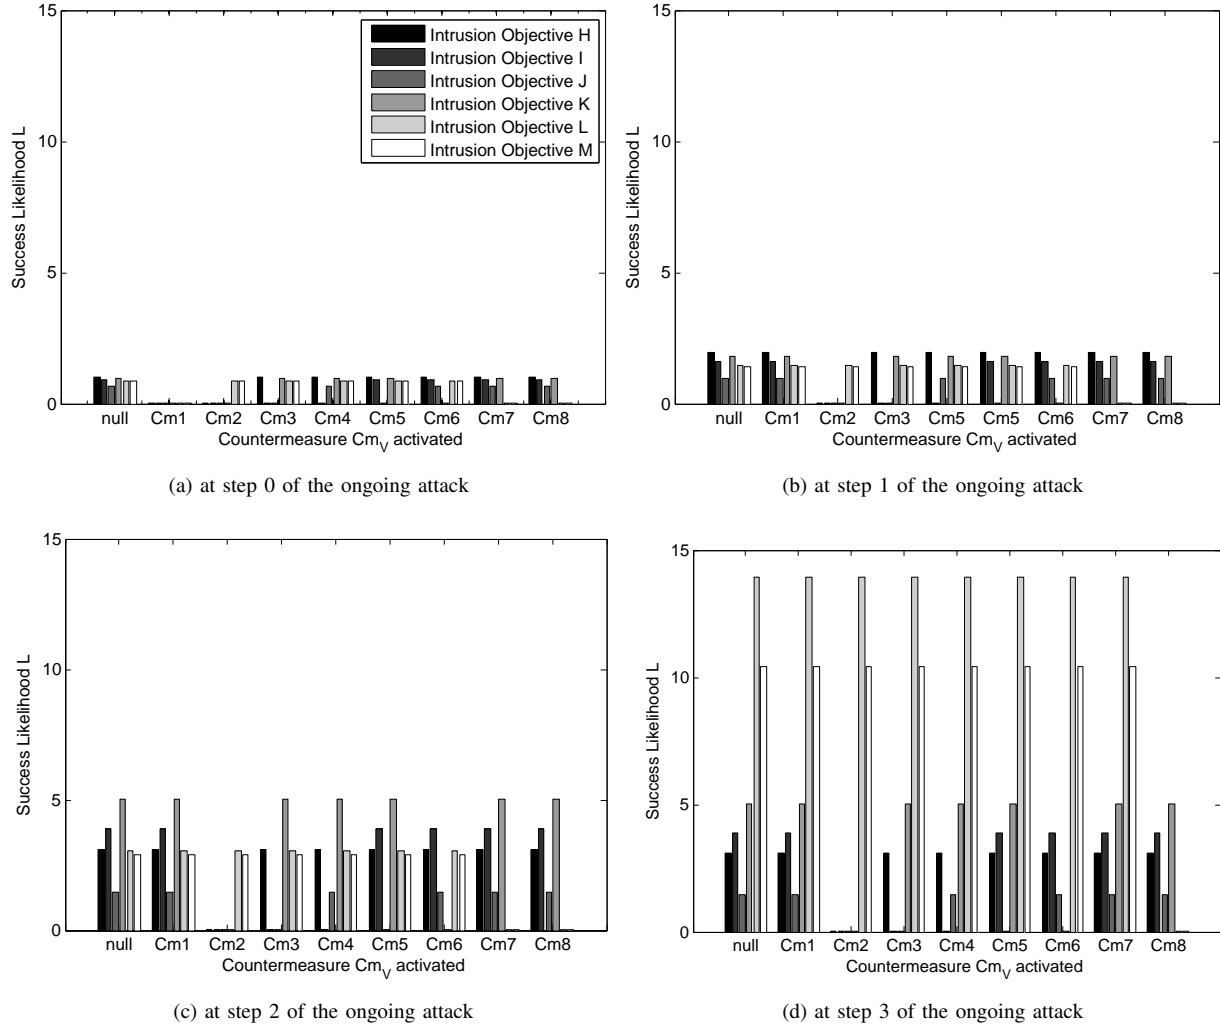 15
10
5
0
Success Likelihood L
Intrusion Objective H
Intrusion Objective I
Intrusion Objective J
Intrusion Objective K
Intrusion Objective L
Intrusion Objective M
null Cm1 Cm2 Cm3 Cm4 Cm5 Cm6 Cm7 Cm8
Countermeasure Cm_V activated
(a) at step 0 of the ongoing attack
15
10
5
0
Success Likelihood L
null Cm1 Cm2 Cm3 Cm5 Cm5 Cm6 Cm7 Cm8
Countermeasure Cm_V activated
(b) at step 1 of the ongoing attack
15
10
5
0
Success Likelihood L
null Cm1 Cm2 Cm3 Cm4 Cm5 Cm6 Cm7 Cm8
Countermeasure Cm_V activated
(c) at step 2 of the ongoing attack
15
10
5
0
Success Likelihood L
null Cm1 Cm2 Cm3 Cm4 Cm5 Cm6 Cm7 Cm8
Countermeasure Cm_V activated
(d) at step 3 of the ongoing attack